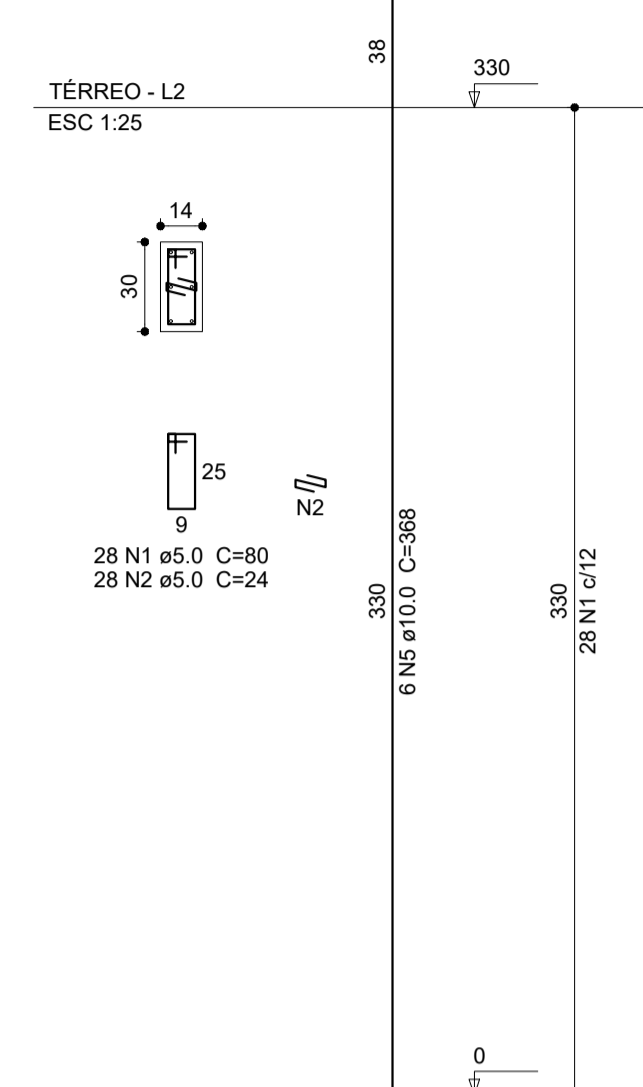 38
330
TÉRREO - L2
ESC 1:25
14
30
25
9
N2
28 N1 ø5.0 C=80
28 N2 ø5.0 C=24
330
6 N5 ø10.0 C=368
330
28 N1 c/12
0